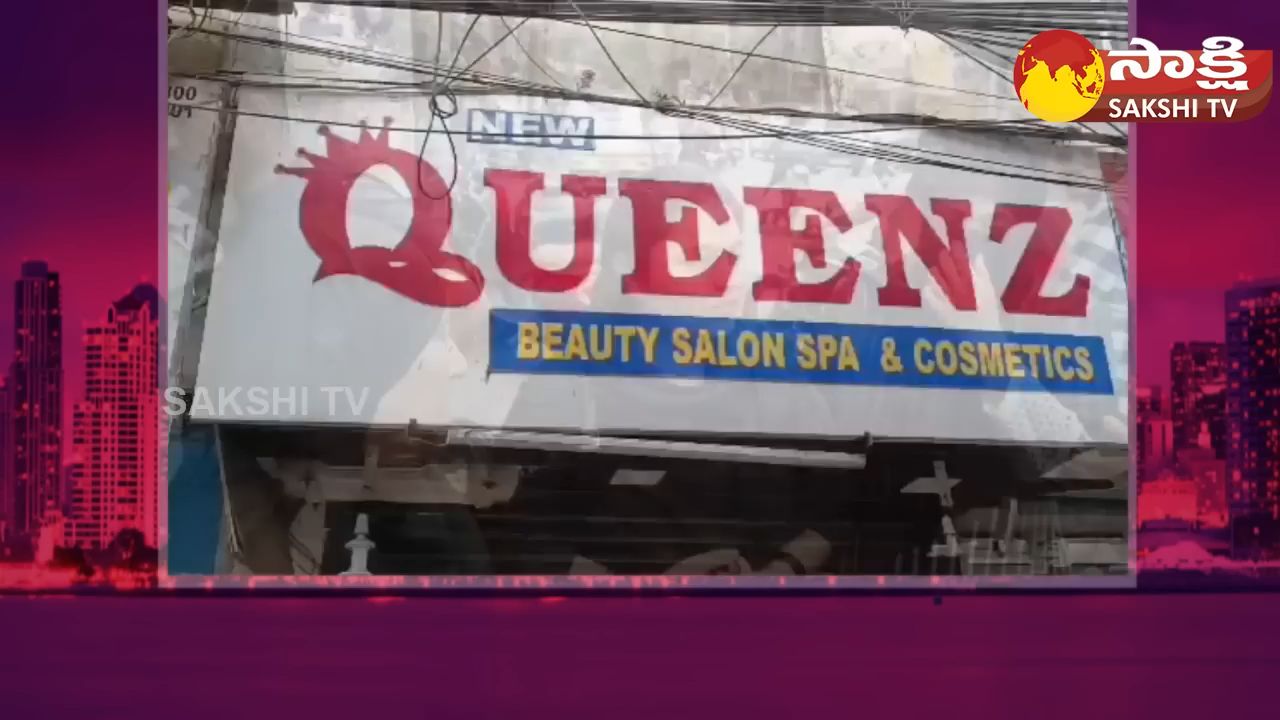 సాక్షి
SAKSHI TV
NEW
QUEENZ
BEAUTY SALON SPA & COSMETICS
SAKSHI TV